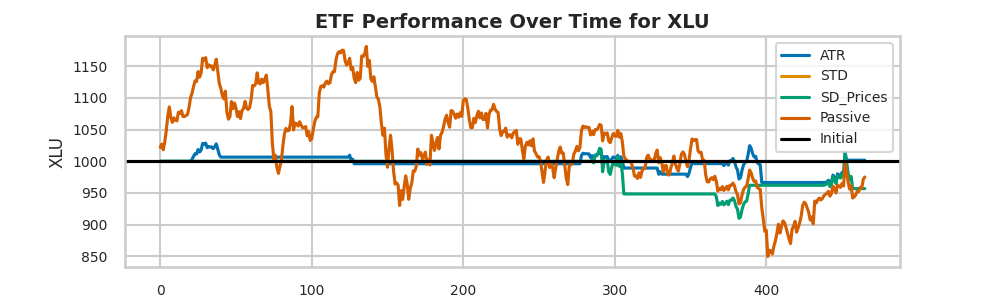 ETF Performance Over Time for XLU
XLU
1150
1100
1050
1000
950
900
850
0 100 200 300 400
ATR
STD
SD_Prices
Passive
Initial